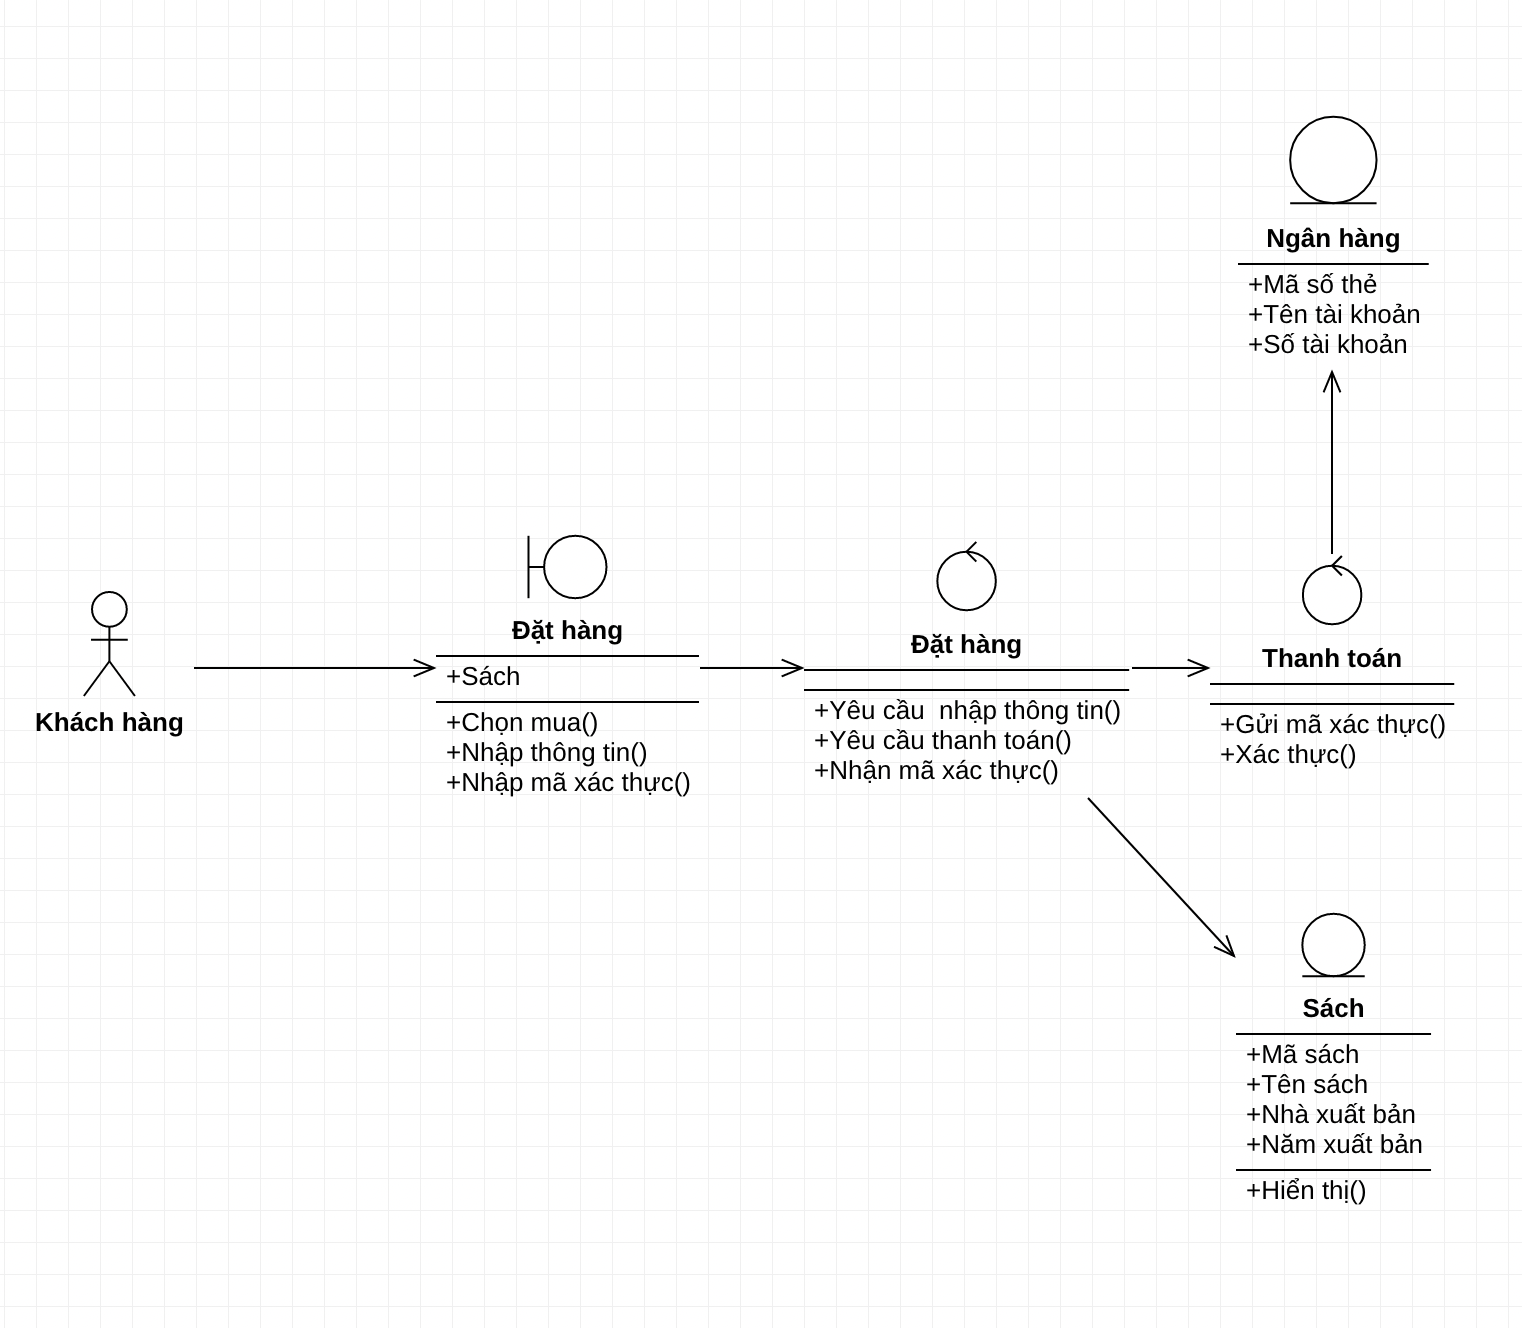 Ngân hàng
+Mã số thẻ
+Tên tài khoản
+Số tài khoản
Khách hàng
Đặt hàng
+Sách
+Chọn mua()
+Nhập thông tin()
+Nhập mã xác thực()
Đặt hàng
+Yêu cầu  nhập thông tin()
+Yêu cầu thanh toán()
+Nhận mã xác thực()
Thanh toán
+Gửi mã xác thực()
+Xác thực()
Sách
+Mã sách
+Tên sách
+Nhà xuất bản
+Năm xuất bản
+Hiển thị()